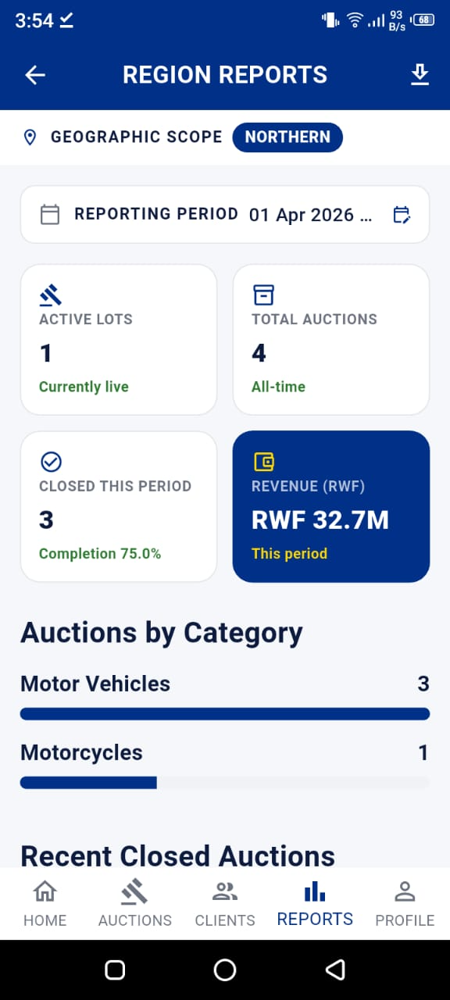 3:54
93
B/s
68
REGION REPORTS
GEOGRAPHIC SCOPE NORTHERN
REPORTING PERIOD 01 Apr 2026 ...
ACTIVE LOTS
1
Currently live
TOTAL AUCTIONS
4
All-time
CLOSED THIS PERIOD
3
Completion 75.0%
REVENUE (RWF)
RWF 32.7M
This period
Auctions by Category
Motor Vehicles 3
Motorcycles 1
Recent Closed Auctions
HOME AUCTIONS CLIENTS REPORTS PROFILE